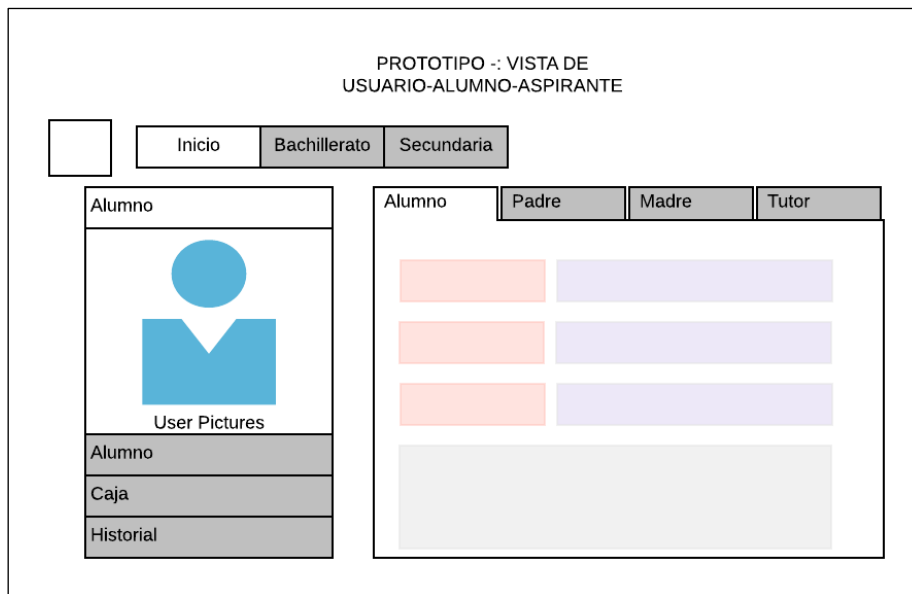 PROTOTIPO -: VISTA DE
USUARIO-ALUMNO-ASPIRANTE
Inicio
Bachillerato
Secundaria
Alumno
User Pictures
Alumno
Caja
Historial
Alumno
Padre
Madre
Tutor